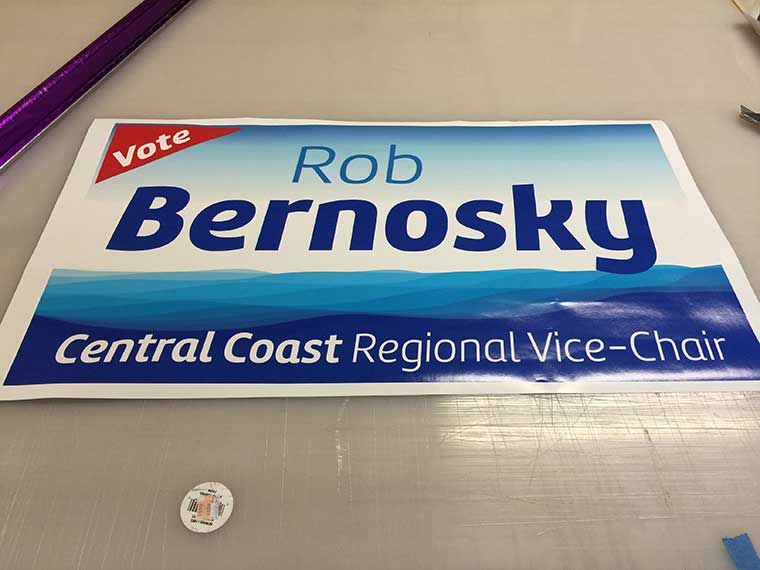 Vote
Rob
Bernosky
Central Coast Regional Vice-Chair